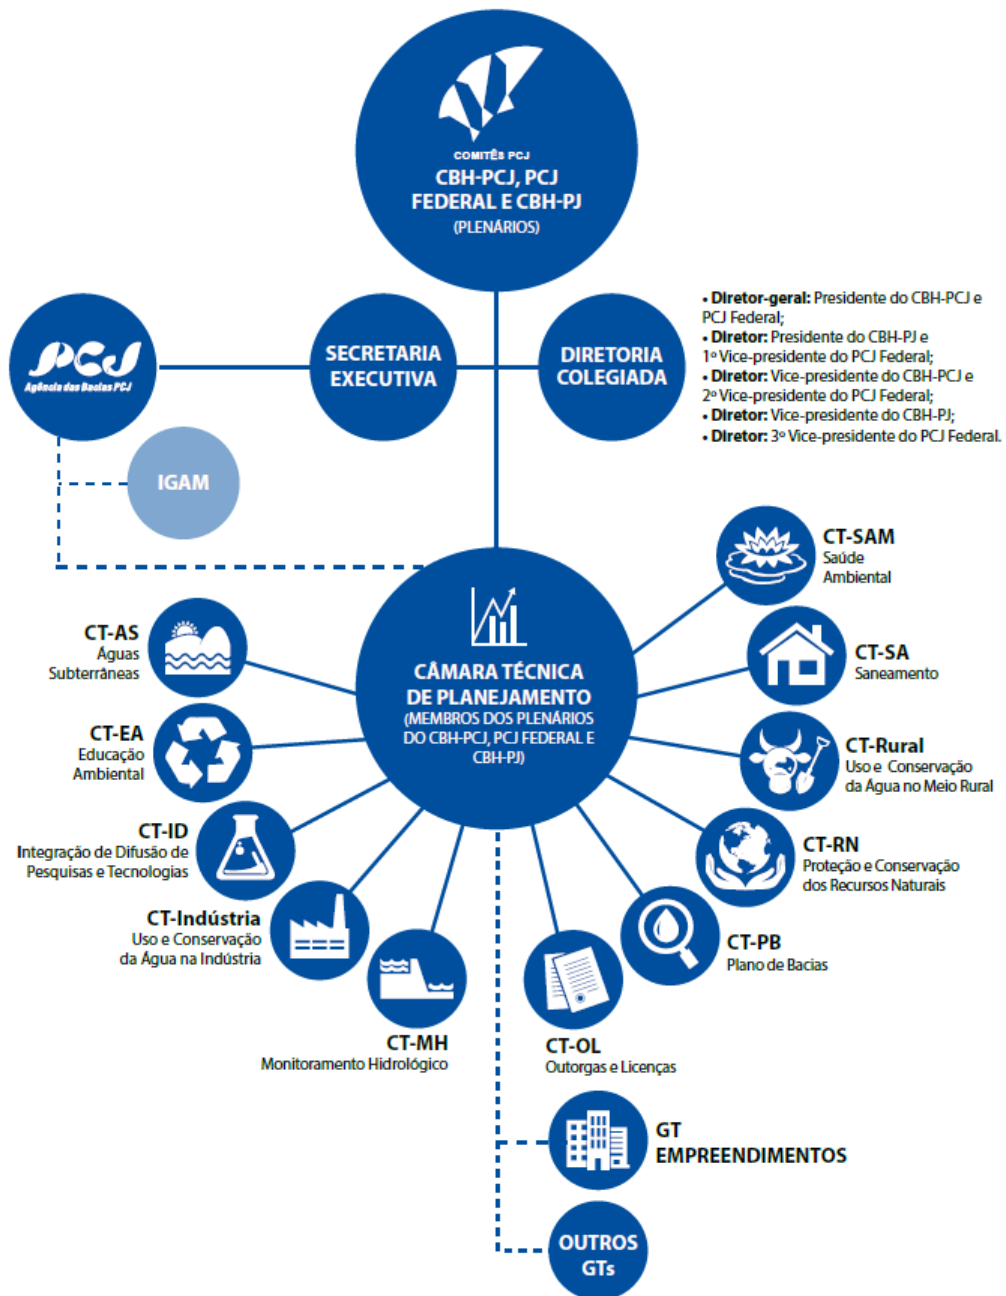 COMITÊS PCJ
CBH-PCJ, PCJ
FEDERAL E CBH-PJ
(PLENÁRIOS)
PCJ
Agência das Bacias PCJ
SECRETARIA
EXECUTIVA
DIRETORIA
COLEGIADA
• Diretor-geral: Presidente do CBH-PCJ e
PCJ Federal;
• Diretor: Presidente do CBH-PJ e
1º Vice-presidente do PCJ Federal;
• Diretor: Vice-presidente do CBH-PCJ e
2º Vice-presidente do PCJ Federal;
• Diretor: Vice-presidente do CBH-PJ;
• Diretor: 3º Vice-presidente do PCJ Federal.
IGAM
CÂMARA TÉCNICA
DE PLANEJAMENTO
(MEMBROS DOS PLENÁRIOS
DO CBH-PCJ, PCJ FEDERAL E
CBH-PJ)
CT-AS
Águas
Subterrâneas
CT-EA
Educação
Ambiental
CT-ID
Integração de Difusão de
Pesquisas e Tecnologias
CT-Indústria
Uso e Conservação
da Água na Indústria
CT-MH
Monitoramento Hidrológico
CT-SAM
Saúde
Ambiental
CT-SA
Saneamento
CT-Rural
Uso e Conservação
da Água no Meio Rural
CT-RN
Proteção e Conservação
dos Recursos Naturais
CT-PB
Plano de Bacias
CT-OL
Outorgas e Licenças
GT
EMPREENDIMENTOS
OUTROS
GTs